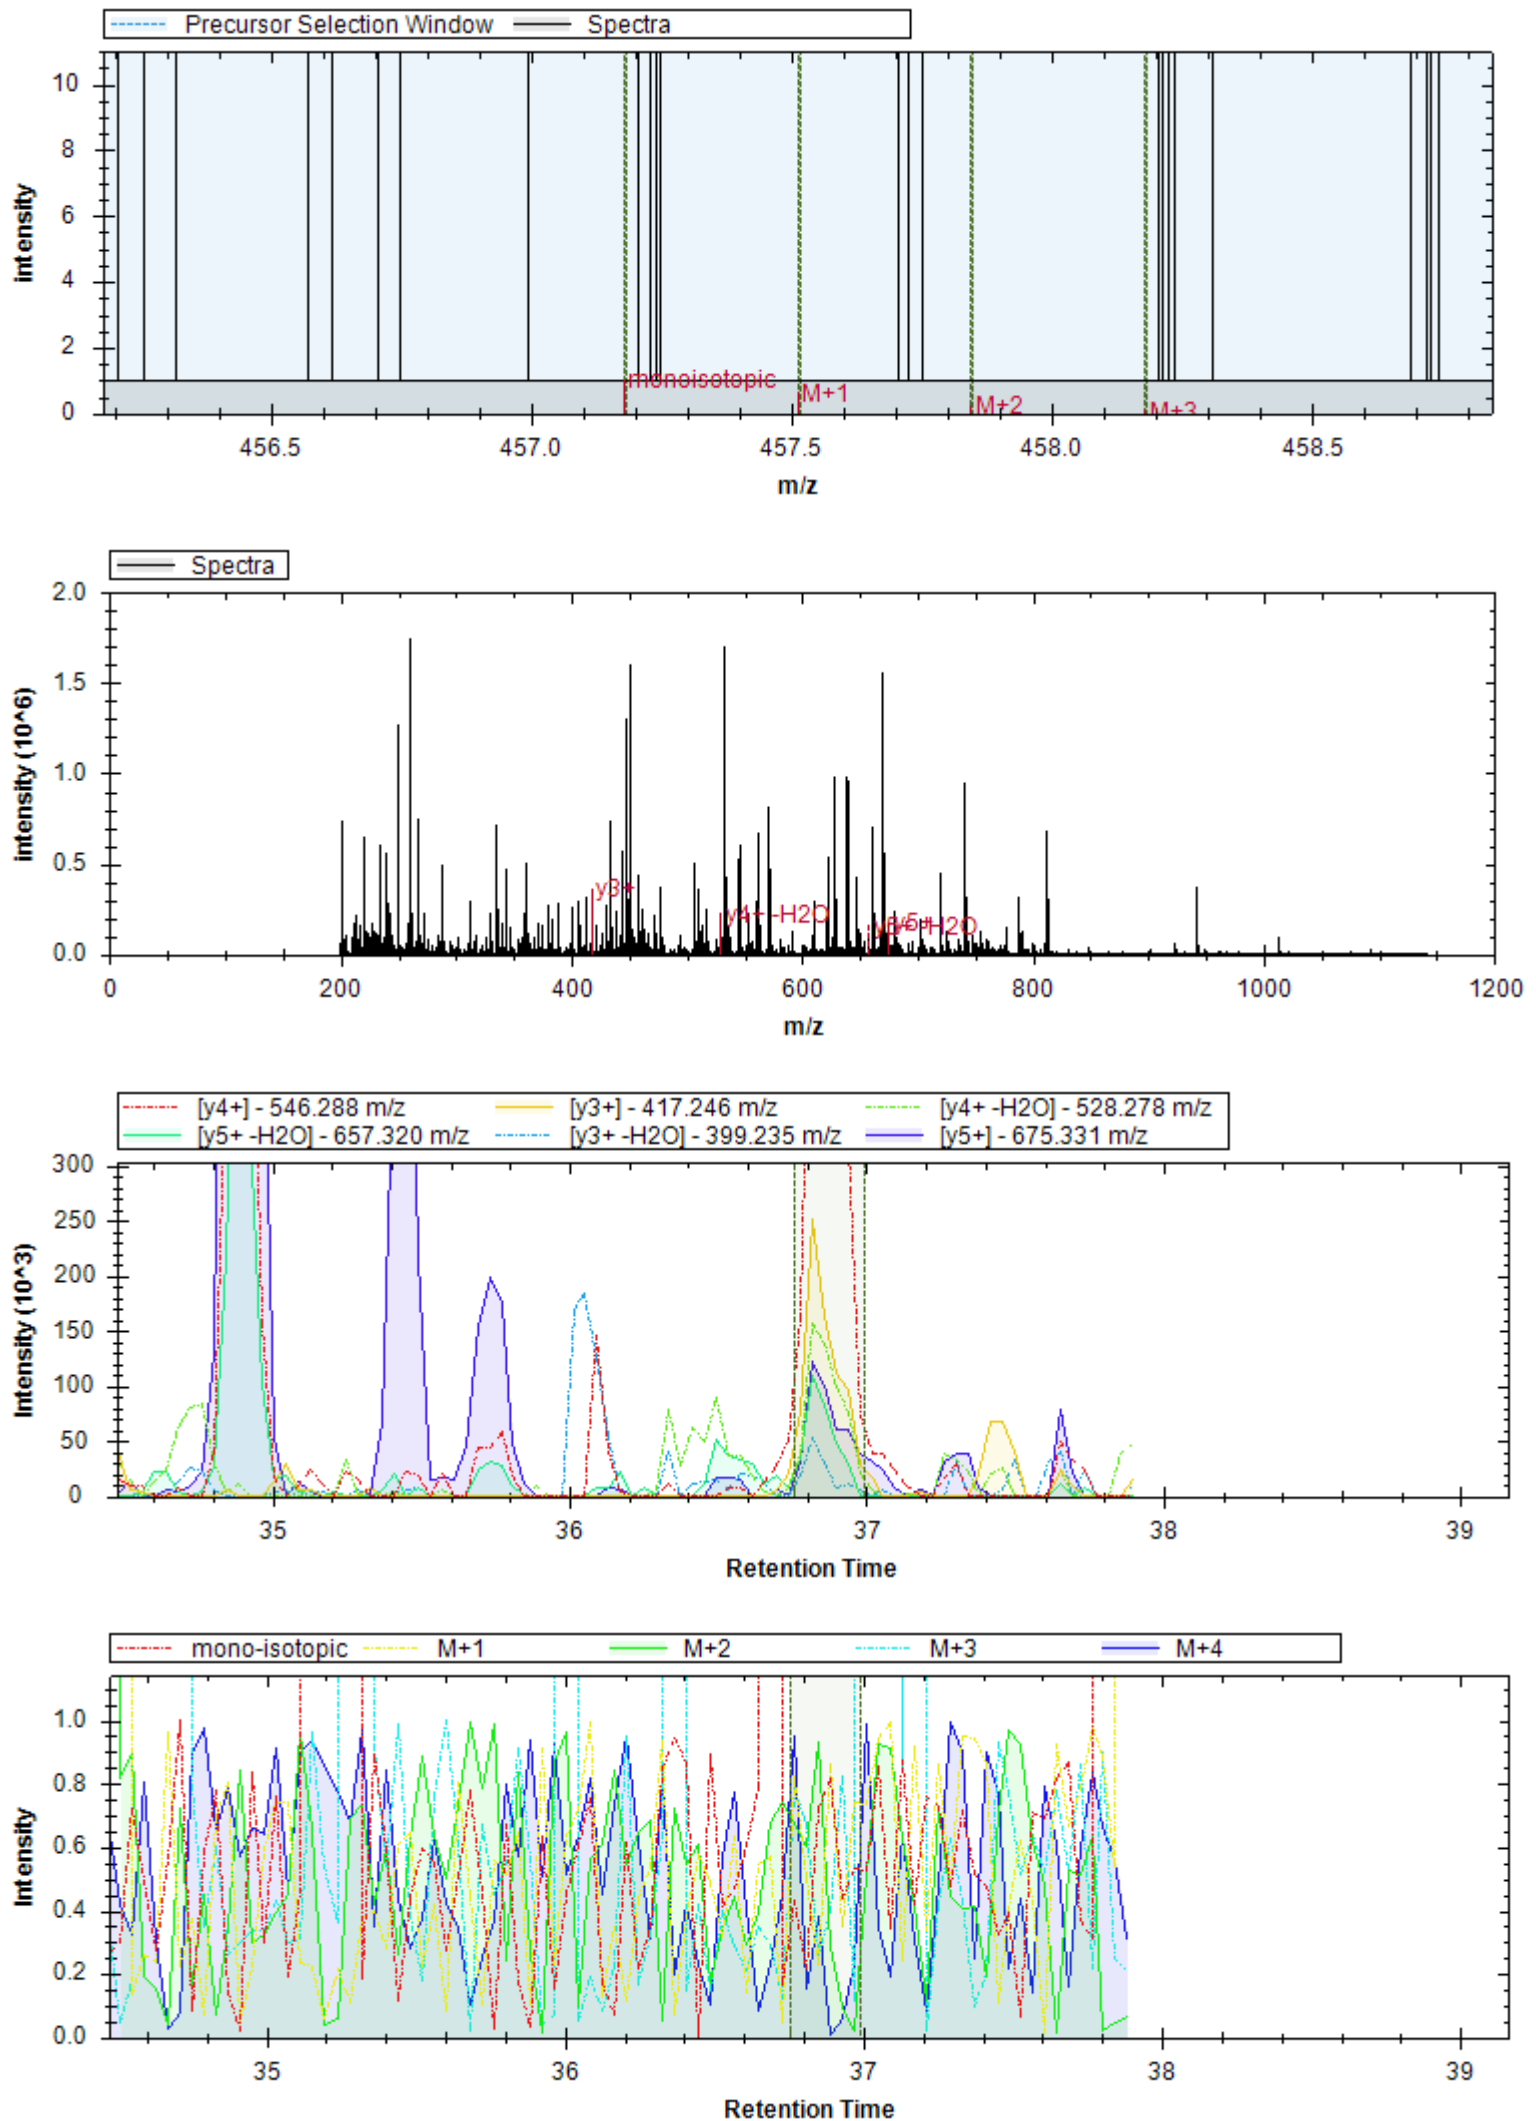 Precursor Selection Window Spectra
intensity
10
8
6
4
2
0
monoisotopic
M+1
M+2
M+3
456.5 457.0 457.5 458.0 458.5
m/z
Spectra
intensity (10^6)
2.0
1.5
1.0
0.5
0.0
y3+
y4+ -H2O
y5+
0 200 400 600 800 1000 1200
m/z
[y4+] - 546.288 m/z [y3+] - 417.246 m/z [y4+ -H2O] - 528.278 m/z
[y5+ -H2O] - 657.320 m/z [y3+ -H2O] - 399.235 m/z [y5+] - 675.331 m/z
Intensity (10^3)
300
250
200
150
100
50
0
35 36 37 38 39
Retention Time
mono-isotopic M+1 M+2 M+3 M+4
Intensity
1.0
0.8
0.6
0.4
0.2
0.0
35 36 37 38 39
Retention Time